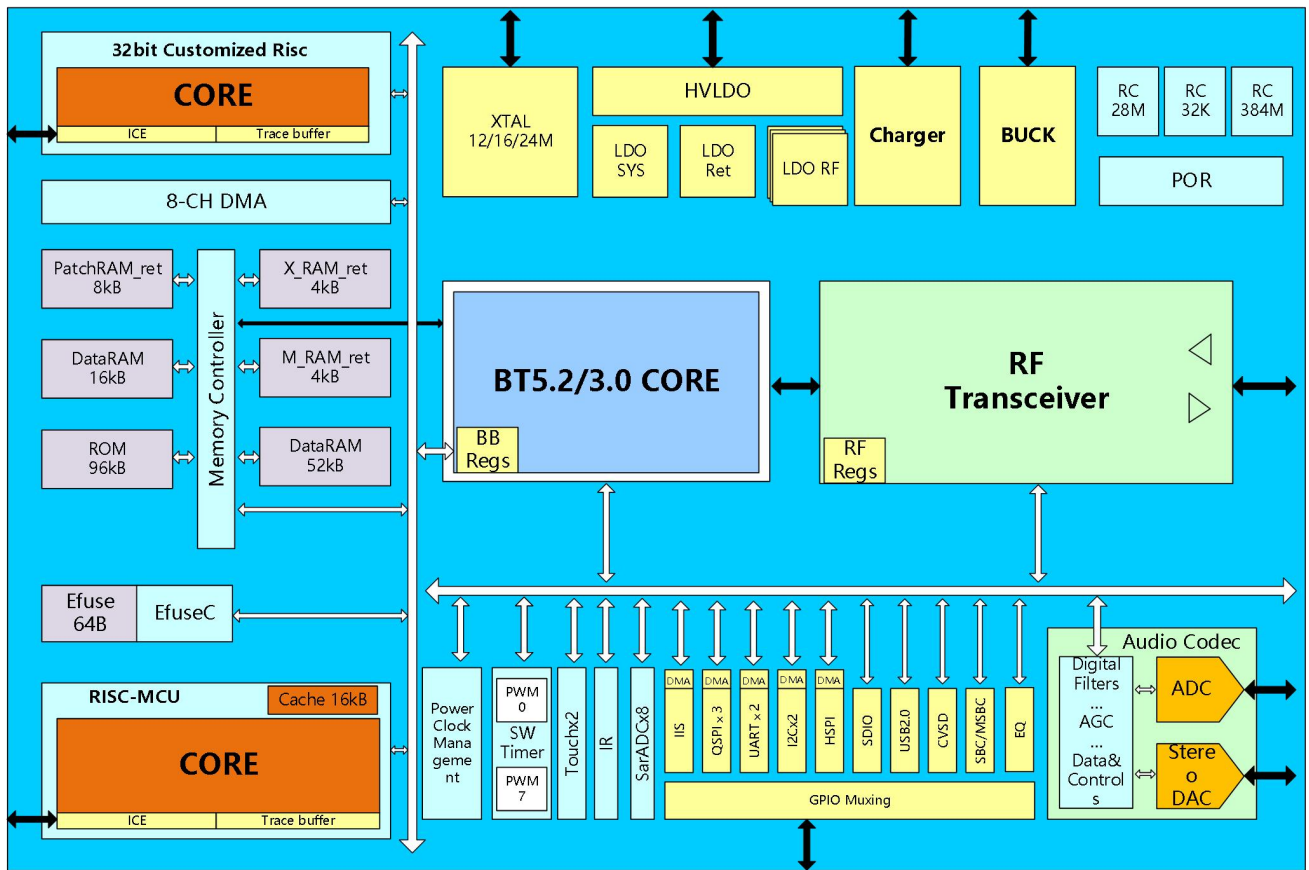 32bit Customized Risc
CORE
ICE
Trace buffer
8-CH DMA
PatchRAM_ret
8kB
X_RAM_ret
4kB
DataRAM
16kB
M_RAM_ret
4kB
ROM
96kB
DataRAM
52kB
Memory Controller
Efuse
64B
EfuseC
RISC-MCU
Cache 16kB
CORE
ICE
Trace buffer
XTAL
12/16/24M
HVLDO
LDO
SYS
LDO
Ret
LDO RF
Charger
BUCK
RC
28M
RC
32K
RC
384M
POR
BT5.2/3.0 CORE
BB
Regs
RF
Transceiver
RF
Regs
Power
Clock
Mana
geme
nt
PWM
0
SW
Timer
PWM
7
Touchx2
IR
SarADCx8
DMA
IIS
DMA
QSPI x 3
DMA
UART x 2
DMA
I2Cx2
DMA
HSPI
SDIO
USB2.0
CVSD
SBC/MSBC
EQ
GPIO Muxing
Audio Codec
Digital
Filters
...
AGC
...
Data&
Control
s
ADC
Stere
o
DAC